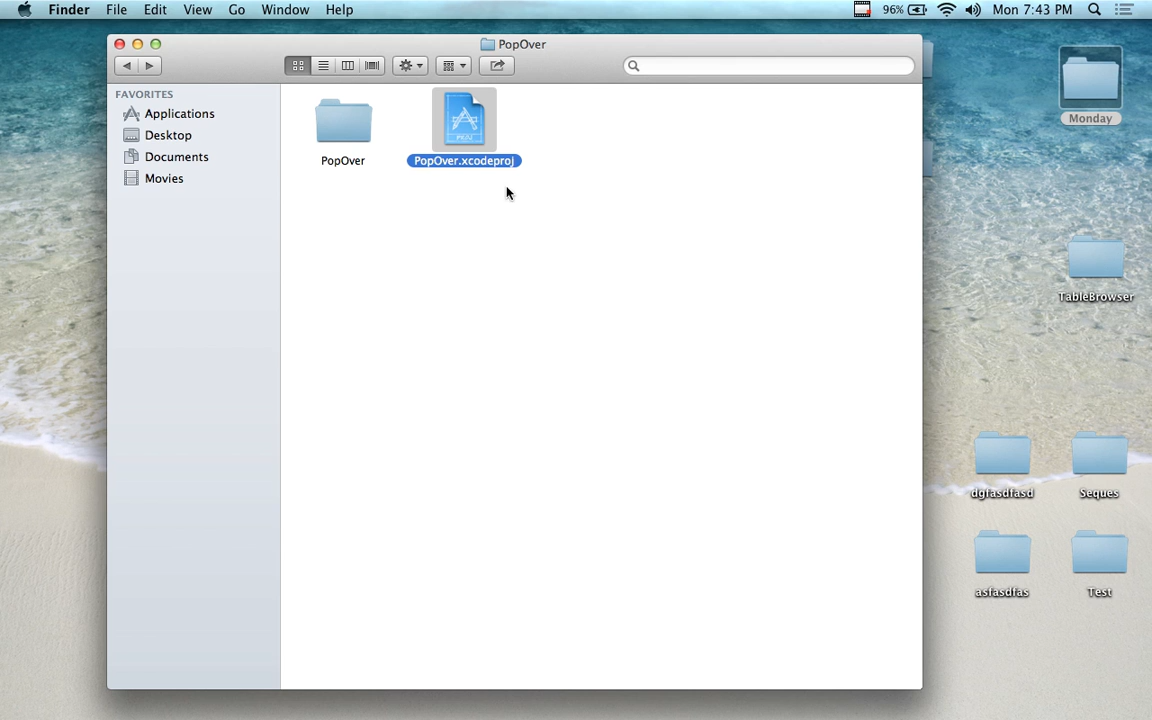 Finder File Edit View Go Window Help 96% Mon 7:43 PM
PopOver
FAVORITES
Applications
Desktop
Documents
Movies
PopOver
PopOver.xcodeproj
Monday
TableBrowser
dgfasdfasd
Seques
asfasdfas
Test